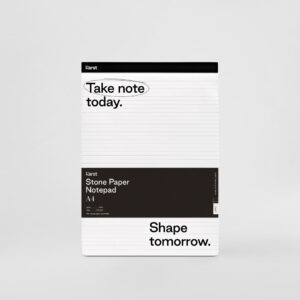 Karst
Take note
today.
Karst
Stone Paper
Notepad
A4
Shape
tomorrow.